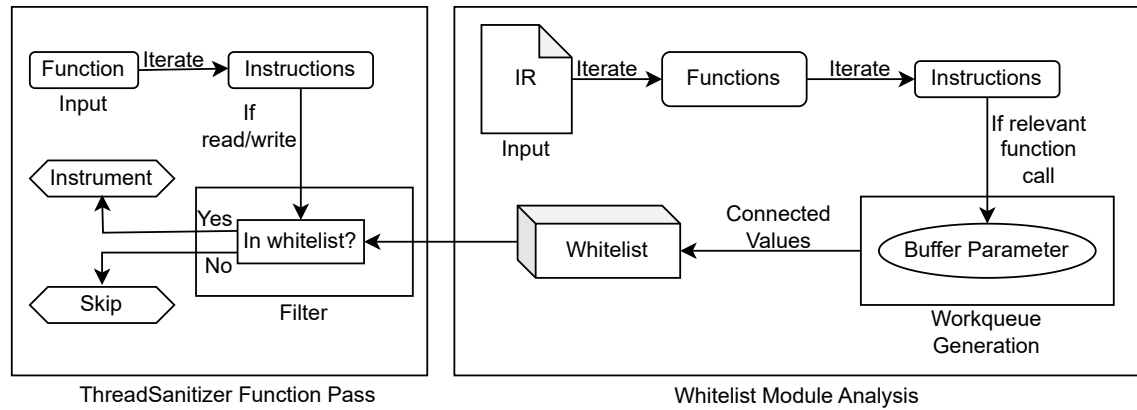 Function
Iterate
Instructions
Input
If
read/write
Instrument
Yes
In whitelist?
No
Skip
Filter
ThreadSanitizer Function Pass
IR
Iterate
Functions
Iterate
Instructions
Input
If relevant
function
call
Connected
Values
Whitelist
Buffer Parameter
Workqueue
Generation
Whitelist Module Analysis